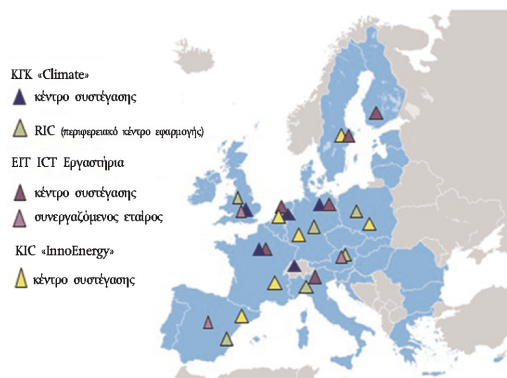 ΚΓΚ «Climate»
κέντρο συστέγασης
RIC (περιφερειακό κέντρο εφαρμογής)
ΕΙΤ ICT Εργαστήρια
κέντρο συστέγασης
συνεργαζόμενος εταίρος
KIC «InnoEnergy»
κέντρο συστέγασης